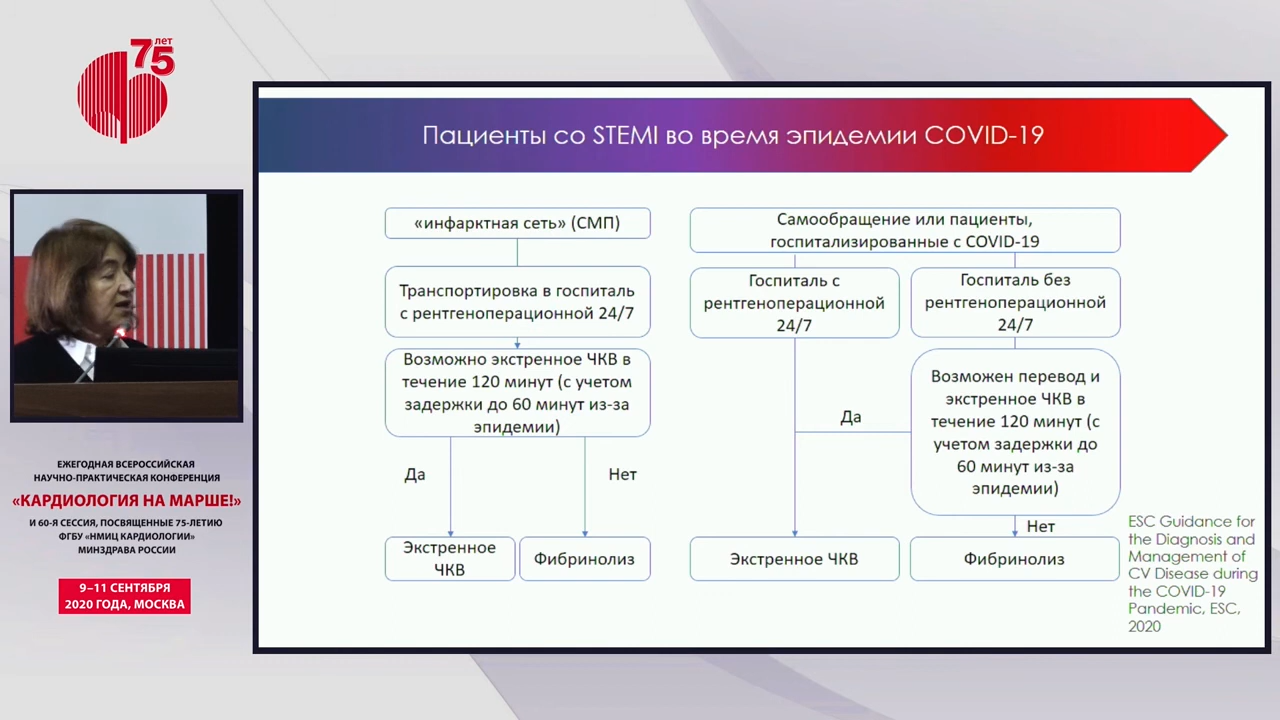 75 лет
ЕЖЕГОДНАЯ ВСЕРОССИЙСКАЯ
НАУЧНО-ПРАКТИЧЕСКАЯ КОНФЕРЕНЦИЯ
«КАРДИОЛОГИЯ НА МАРШЕ!»
И 60-Я СЕССИЯ, ПОСВЯЩЕННЫЕ 75-ЛЕТИЮ
ФГБУ «НМИЦ КАРДИОЛОГИИ»
МИНЗДРАВА РОССИИ
9–11 СЕНТЯБРЯ
2020 ГОДА, МОСКВА
Пациенты со STEMI во время эпидемии COVID-19
«инфарктная сеть» (СМП)
Транспортировка в госпиталь
с рентгеноперационной 24/7
Возможно экстренное ЧКВ в
течение 120 минут (с учетом
задержки до 60 минут из-за
эпидемии)
Да
Нет
Экстренное
ЧКВ
Фибринолиз
Самообращение или пациенты,
госпитализированные с COVID-19
Госпиталь с
рентгеноперационной
24/7
Госпиталь без
рентгеноперационной
24/7
Возможен перевод и
экстренное ЧКВ в
течение 120 минут (с
учетом задержки до
60 минут из-за
эпидемии)
Да
Нет
Экстренное ЧКВ
Фибринолиз
ESC Guidance for
the Diagnosis and
Management of
CV Disease during
the COVID-19
Pandemic, ESC,
2020